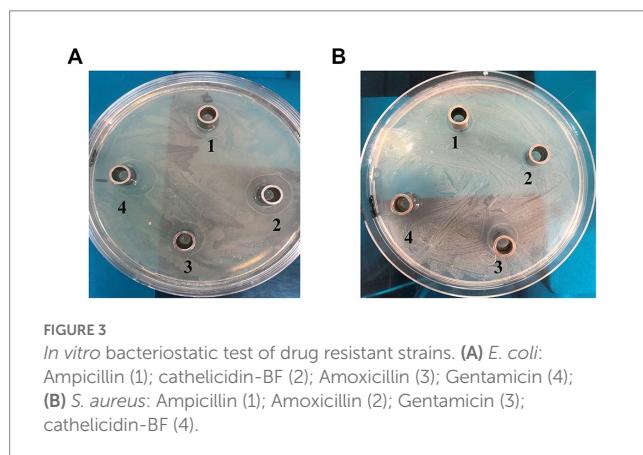 A
B
1
4
2
3
1
2
4
3
FIGURE 3
In vitro bacteriostatic test of drug resistant strains. (A) E. coli:
Ampicillin (1); cathelicidin-BF (2); Amoxicillin (3); Gentamicin (4);
(B) S. aureus: Ampicillin (1); Amoxicillin (2); Gentamicin (3);
cathelicidin-BF (4).